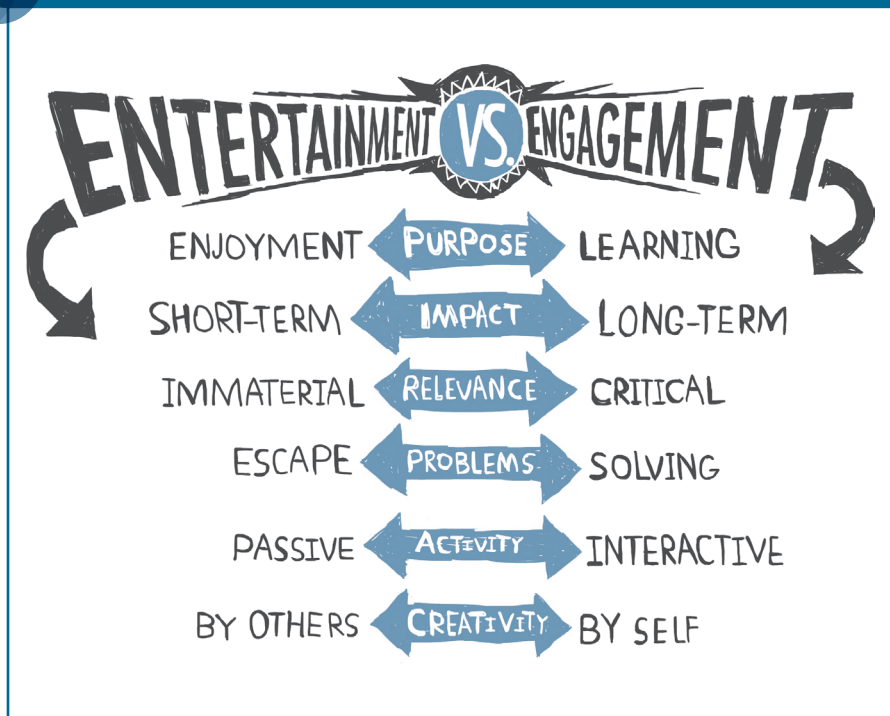 ENTERTAINMENT VS. ENGAGEMENT
ENJOYMENT PURPOSE LEARNING
SHORT-TERM IMPACT LONG-TERM
IMMATERIAL RELEVANCE CRITICAL
ESCAPE PROBLEMS SOLVING
PASSIVE ACTIVITY INTERACTIVE
BY OTHERS CREATIVITY BY SELF